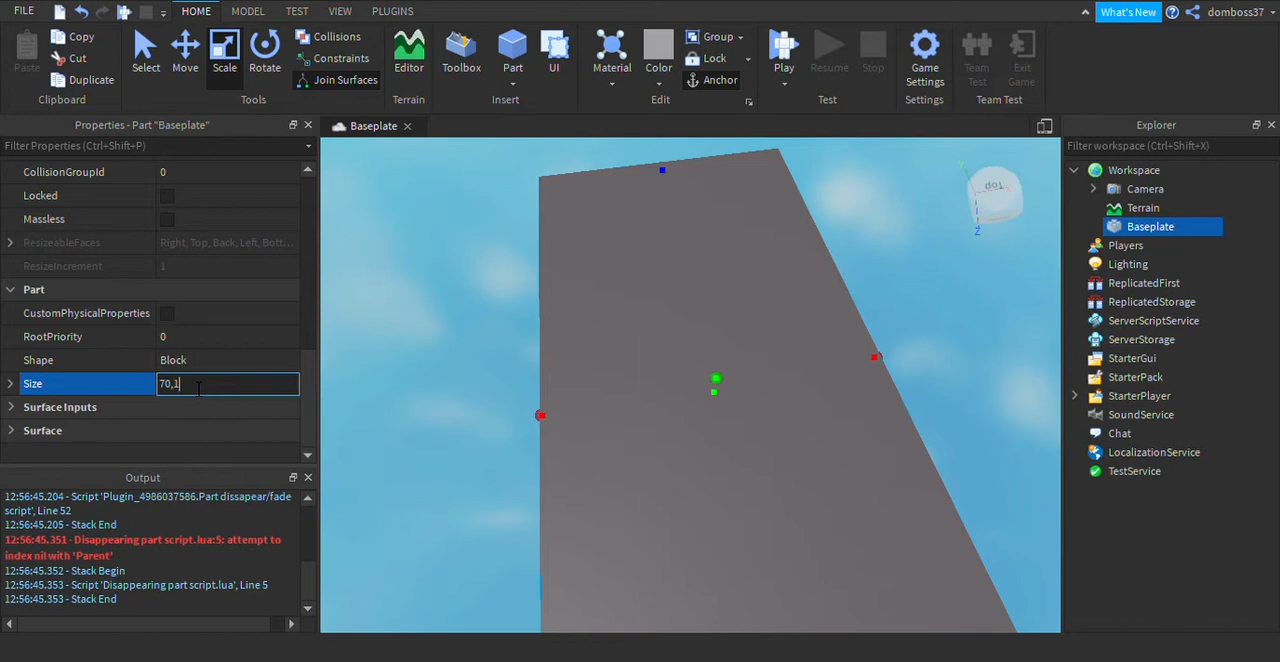 FILE HOME MODEL TEST VIEW PLUGINS What's New domboss37
Paste Copy Cut Duplicate
Clipboard
Select Move Scale Rotate Collisions Constraints Join Surfaces
Tools
Editor
Terrain
Toolbox Part UI
Insert
Material Color Group Lock Anchor
Edit
Play Resume Stop
Test
Game Settings
Settings
Team Test Exit Game
Team Test
Properties - Part "Baseplate"
Filter Properties (Ctrl+Shift+P)
CollisionGroupId 0
Locked
Massless
ResizeableFaces Right, Top, Back, Left, Bott...
ResizeIncrement 1
Part
CustomPhysicalProperties
RootPriority 0
Shape Block
Size 70,1
Surface Inputs
Surface
Output
12:56:45.204 - Script 'Plugin_4986037586.Part dissapear/fade
script', Line 52
12:56:45.205 - Stack End
12:56:45.351 - Disappearing part script.lua:5: attempt to
index nil with 'Parent'
12:56:45.352 - Stack Begin
12:56:45.353 - Script 'Disappearing part script.lua', Line 5
12:56:45.353 - Stack End
Baseplate
Top
Y
Z
Explorer
Filter workspace (Ctrl+Shift+X)
Workspace
Camera
Terrain
Baseplate
Players
Lighting
ReplicatedFirst
ReplicatedStorage
ServerScriptService
ServerStorage
StarterGui
StarterPack
StarterPlayer
SoundService
Chat
LocalizationService
TestService